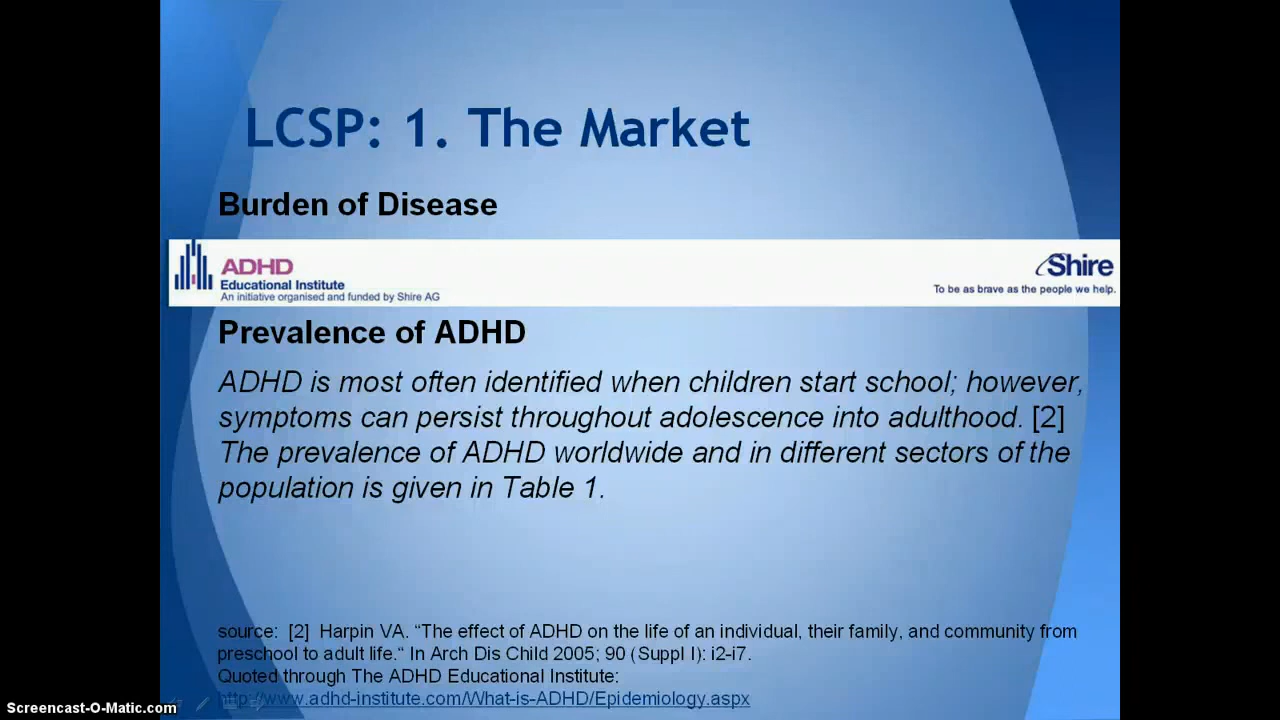 LCSP: 1. The Market
Burden of Disease
ADHD
Educational Institute
An initiative organised and funded by Shire AG
Shire
To be as brave as the people we help.
Prevalence of ADHD
ADHD is most often identified when children start school; however,
symptoms can persist throughout adolescence into adulthood. [2]
The prevalence of ADHD worldwide and in different sectors of the
population is given in Table 1.
source: [2] Harpin VA. “The effect of ADHD on the life of an individual, their family, and community from
preschool to adult life.“ In Arch Dis Child 2005; 90 (Suppl I): i2-i7.
Quoted through The ADHD Educational Institute:
http://www.adhd-institute.com/What-is-ADHD/Epidemiology.aspx
Screencast-O-Matic.com